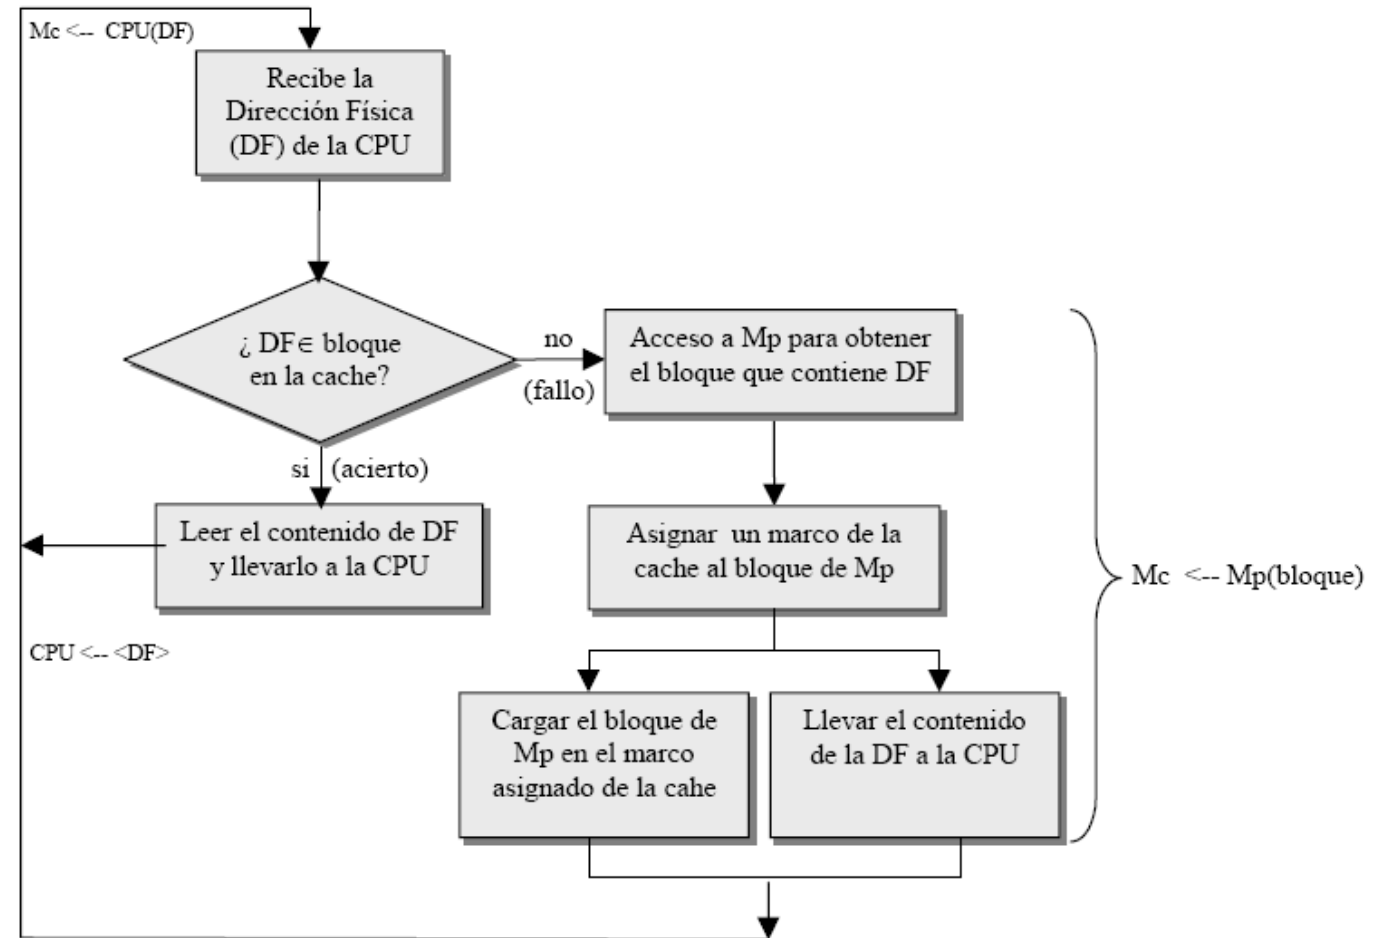 Mc <-- CPU(DF)
Recibe la
Dirección Física
(DF) de la CPU
¿ DF∈ bloque
en la cache?
no
(fallo)
Acceso a Mp para obtener
el bloque que contiene DF
si (acierto)
Leer el contenido de DF
y llevarlo a la CPU
Asignar un marco de la
cache al bloque de Mp
Mc <-- Mp(bloque)
CPU <-- <DF>
Cargar el bloque de
Mp en el marco
asignado de la cahe
Llevar el contenido
de la DF a la CPU